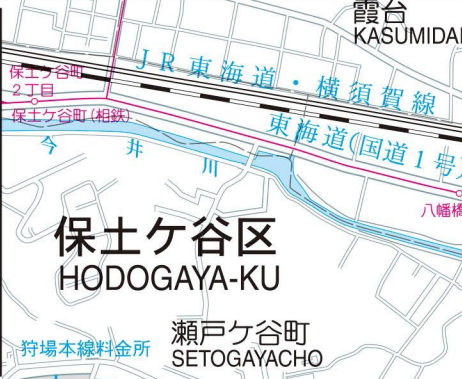 霞台
KASUMIDAI
JR東海道・横須賀線
保土ケ谷町
2丁目
保土ケ谷町(相鉄)
東海道(国道1号)
今井川
八幡橋
保土ケ谷区
HODOGAYA-KU
瀬戸ケ谷町
SETOGAYACHO
狩場本線料金所